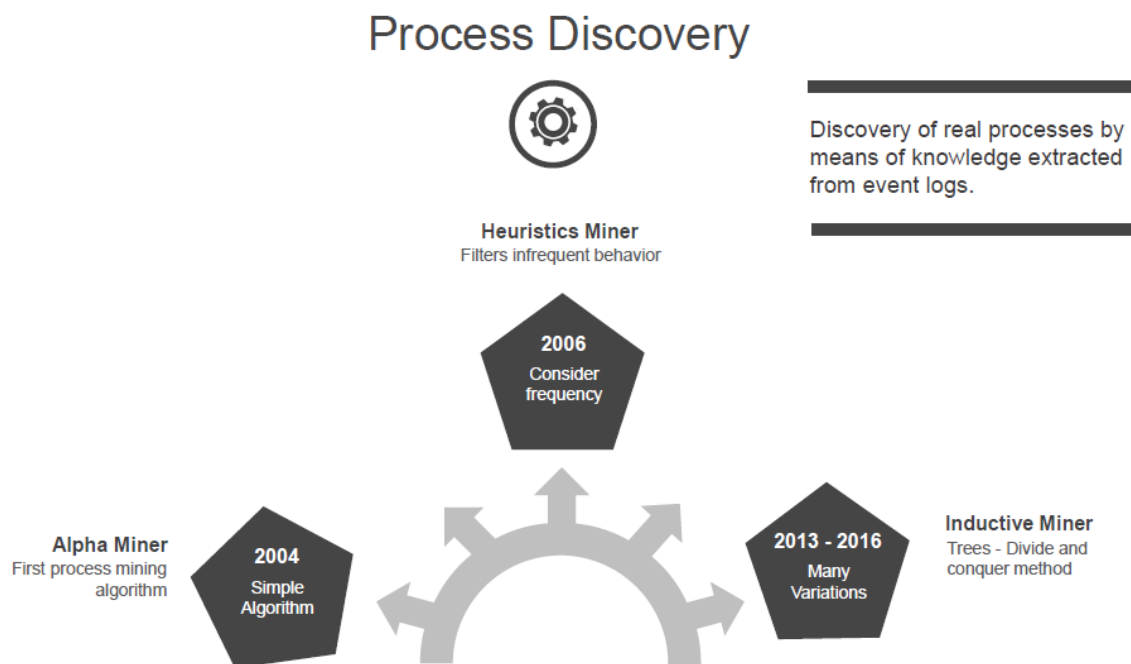 Process Discovery
Discovery of real processes by
means of knowledge extracted
from event logs.
Heuristics Miner
Filters infrequent behavior
2006
Consider
frequency
Alpha Miner
First process mining
algorithm
2004
Simple
Algorithm
2013 - 2016
Many
Variations
Inductive Miner
Trees - Divide and
conquer method